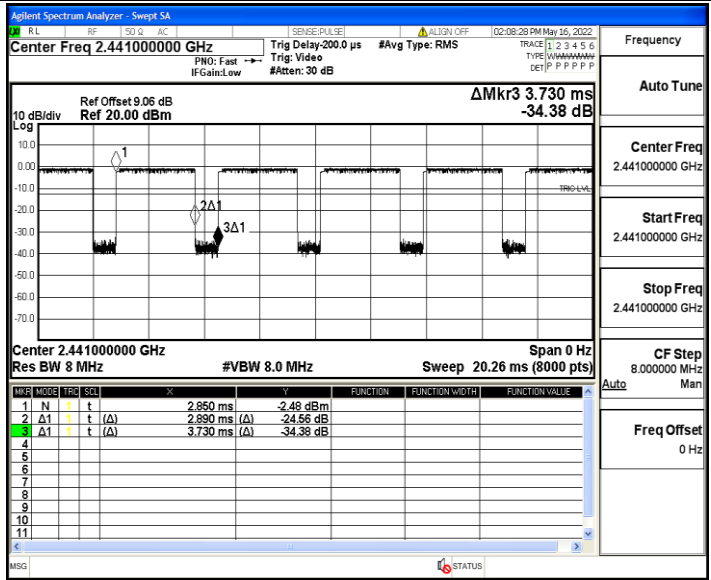 Agilent Spectrum Analyzer - Swept SA
RL RF 50 Ω AC SENSE:PULSE ALIGN OFF 02:08:28 PM May 16, 2022
Center Freq 2.441000000 GHz
PNO: Fast
IFGain:Low
Trig Delay-200.0 µs
Trig: Video
#Atten: 30 dB
#Avg Type: RMS
TRACE 1 2 3 4 5 6
TYPE
DET P P P P P P
Frequency
Auto Tune
Center Freq
2.441000000 GHz
Start Freq
2.441000000 GHz
Stop Freq
2.441000000 GHz
CF Step
8.000000 MHz
Auto Man
Freq Offset
0 Hz
Ref Offset 9.06 dB
10 dB/div Ref 20.00 dBm
Log
ΔMkr3 3.730 ms
-34.38 dB
10.0
0.00
-10.0
-20.0
-30.0
-40.0
-50.0
-60.0
-70.0
1
2Δ1
3Δ1
TRIG LVL
Center 2.441000000 GHz Span 0 Hz
Res BW 8 MHz #VBW 8.0 MHz Sweep 20.26 ms (8000 pts)
MKR MODE TRC SCL X Y FUNCTION FUNCTION WIDTH FUNCTION VALUE
1 N 1 t 2.850 ms -2.48 dBm
2 Δ1 1 t (Δ) 2.890 ms (Δ) -24.56 dB
3 Δ1 1 t (Δ) 3.730 ms (Δ) -34.38 dB
4
5
6
7
8
9
10
11
MSG STATUS